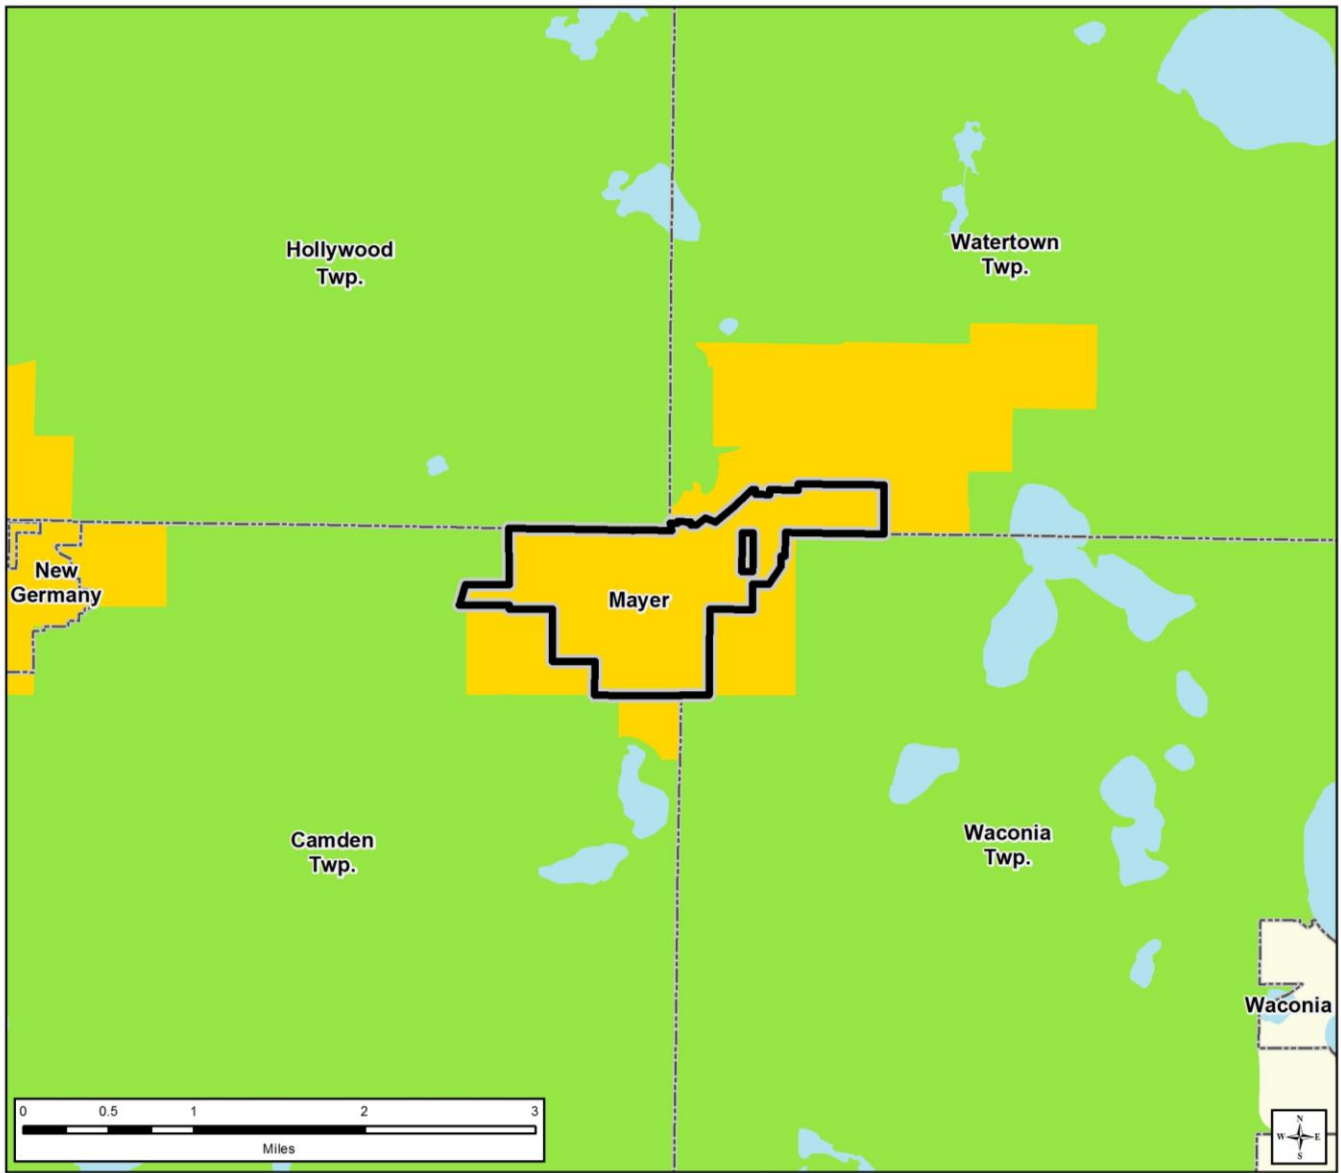 Hollywood
Twp.
Watertown
Twp.
New
Germany
Mayer
Camden
Twp.
Waconia
Twp.
Waconia
0 0.5 1 2 3
Miles
N
W E
S